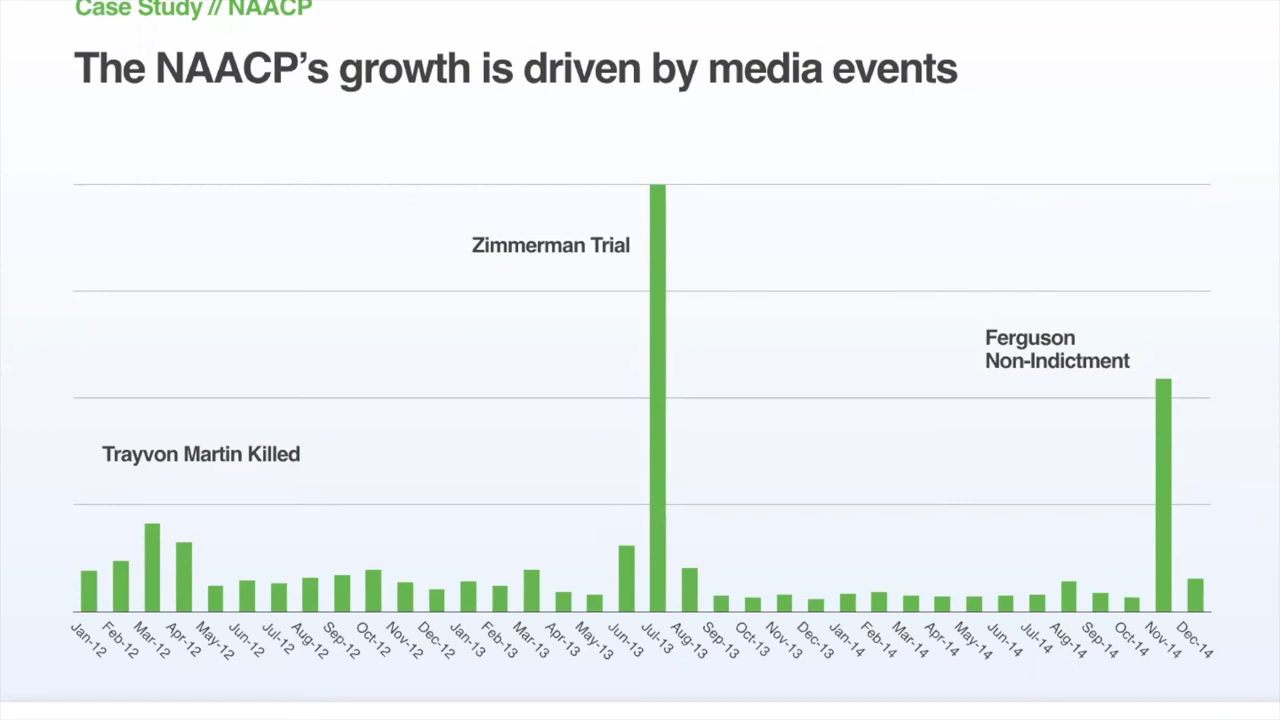 Case Study // NAACP
The NAACP’s growth is driven by media events
Zimmerman Trial
Ferguson
Non-Indictment
Trayvon Martin Killed
Jan-12
Feb-12
Mar-12
Apr-12
May-12
Jun-12
Jul-12
Aug-12
Sep-12
Oct-12
Nov-12
Dec-12
Jan-13
Feb-13
Mar-13
Apr-13
May-13
Jun-13
Jul-13
Aug-13
Sep-13
Oct-13
Nov-13
Dec-13
Jan-14
Feb-14
Mar-14
Apr-14
May-14
Jun-14
Jul-14
Aug-14
Sep-14
Oct-14
Nov-14
Dec-14